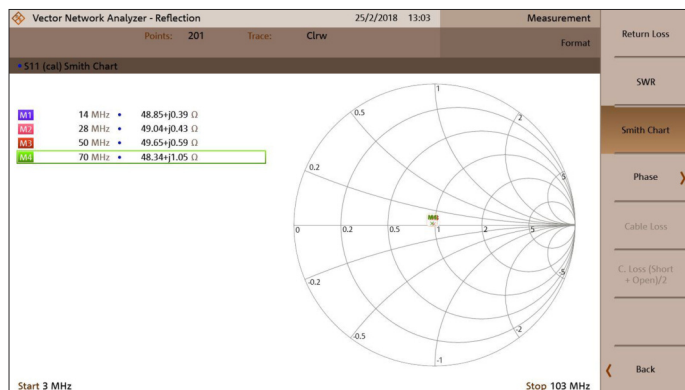 Vector Network Analyzer - Reflection 25/2/2018 13:03 Measurement
Points: 201 Trace: Clrw Format
S11 (cal) Smith Chart
M1 14 MHz • 48.85+j0.39 Ω
M2 28 MHz • 49.04+j0.43 Ω
M3 50 MHz • 49.65+j0.59 Ω
M4 70 MHz • 48.34+j1.05 Ω
1
0.5 2
0.2 5
0 0.2 0.5 1 2 5
-0.2 -5
-0.5 -2
-1
Start 3 MHz Stop 103 MHz
Return Loss
SWR
Smith Chart
Phase
Cable Loss
C. Loss (Short
+ Open)/2
Back